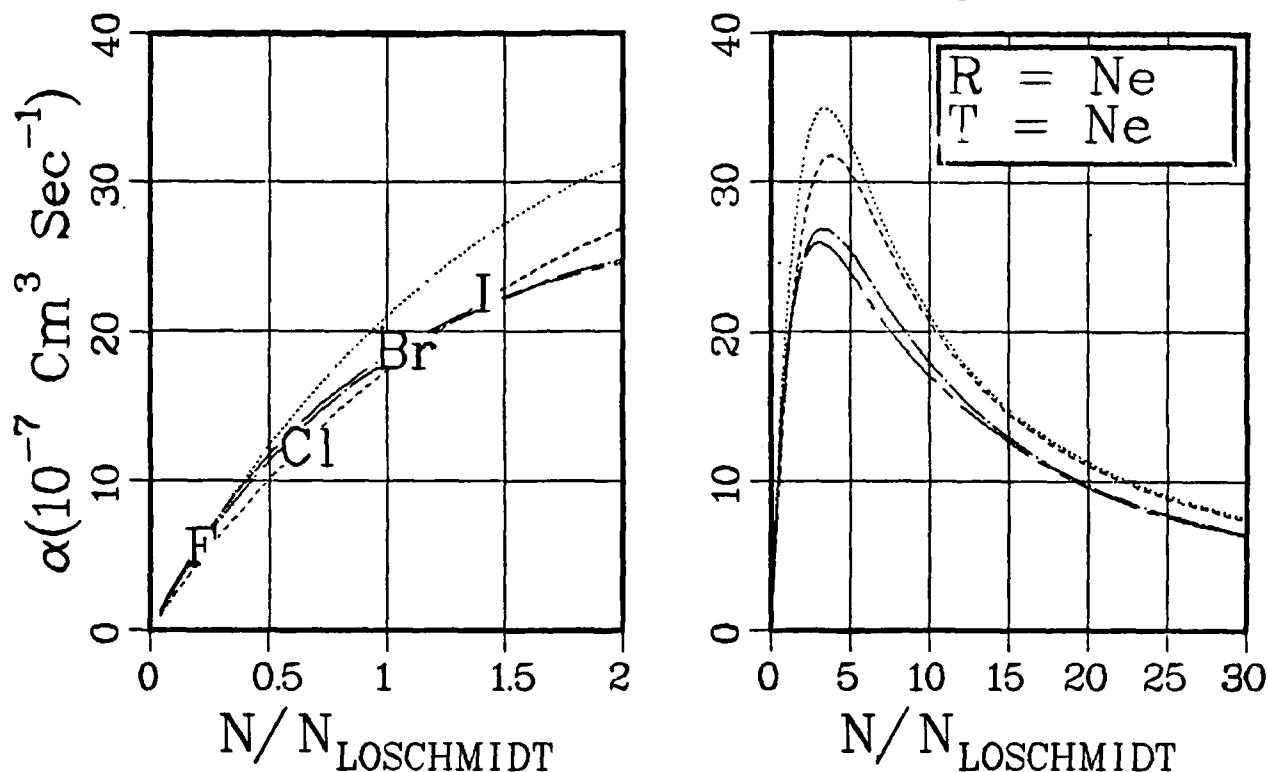 α(10⁻⁷ Cm³ Sec⁻¹)
40
30
20
10
0
F
Cl
Br
I
0 0.5 1 1.5 2
N/N_LOSCHMIDT
R = Ne
T = Ne
40
30
20
10
0
0 5 10 15 20 25 30
N/N_LOSCHMIDT